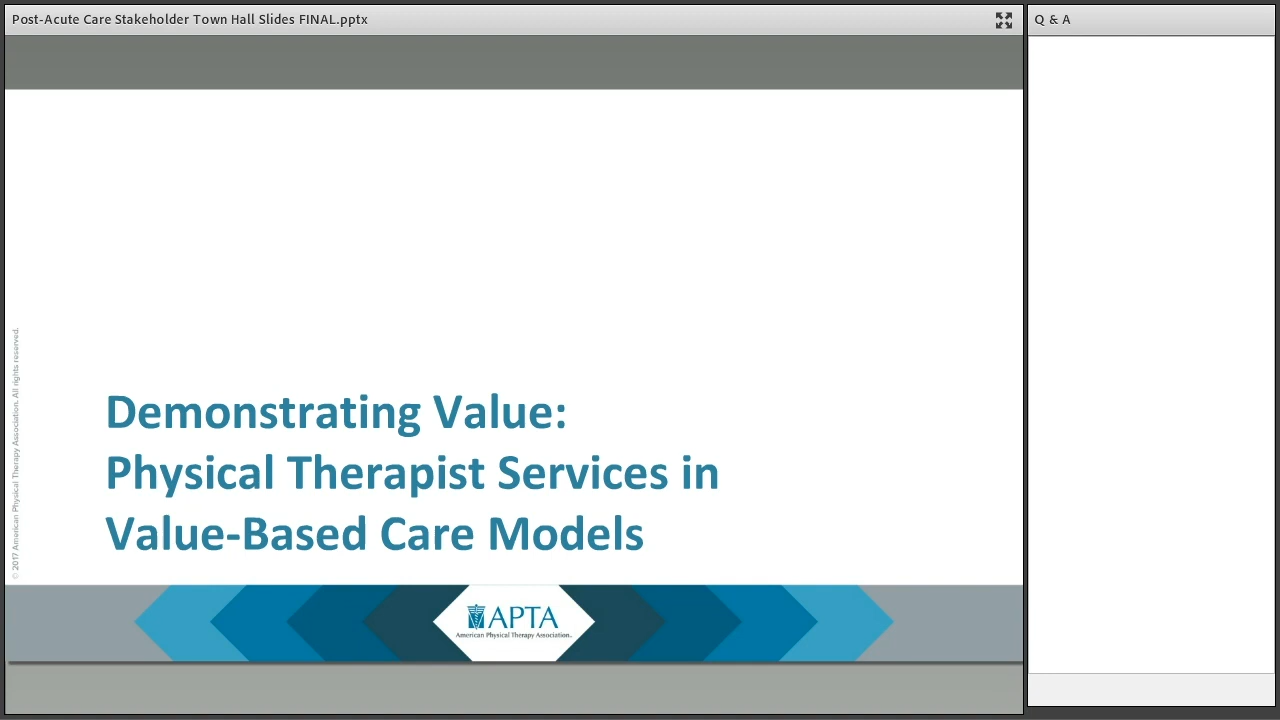 Post-Acute Care Stakeholder Town Hall Slides FINAL.pptx
Q & A
© 2017 American Physical Therapy Association. All rights reserved.
Demonstrating Value:
Physical Therapist Services in
Value-Based Care Models
APTA
American Physical Therapy Association.